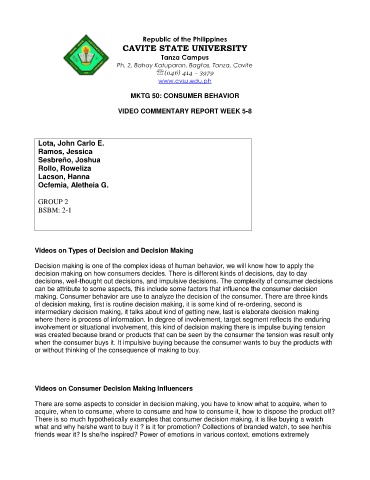 Republic of the Philippines
CAVITE STATE UNIVERSITY
Tanza Campus
Ph. 2, Bahay Katuparan, Bagtas, Tanza, Cavite
☏(046) 414 – 3979
www.cvsu.edu.ph
MKTG 50: CONSUMER BEHAVIOR
VIDEO COMMENTARY REPORT WEEK 5-8
Lota, John Carlo E.
Ramos, Jessica
Sesbreño, Joshua
Rollo, Roweliza
Lacson, Hanna
Ocfemia, Aletheia G.
GROUP 2
BSBM: 2-1
Videos on Types of Decision and Decision Making
Decision making is one of the complex ideas of human behavior, we will know how to apply the
decision making on how consumers decides. There is different kinds of decisions, day to day
decisions, well-thought out decisions, and impulsive decisions. The complexity of consumer decisions
can be attribute to some aspects, this include some factors that influence the consumer decision
making. Consumer behavior are use to analyze the decision of the consumer. There are three kinds
of decision making, first is routine decision making, it is some kind of re-ordering, second is
intermediary decision making, it talks about kind of getting new, last is elaborate decision making
where there is process of information. In degree of involvement, target segment reflects the enduring
involvement or situational involvement, this kind of decision making there is impulse buying tension
was created because brand or products that can be seen by the consumer the tension was result only
when the consumer buys it. It impulsive buying because the consumer wants to buy the products with
or without thinking of the consequence of making to buy.
Videos on Consumer Decision Making Influencers
There are some aspects to consider in decision making, you have to know what to acquire, when to
acquire, when to consume, where to consume and how to consume it, how to dispose the product off?
There is so much hypothetically examples that consumer decision making, it is like buying a watch
what and why he/she want to buy it ? is it for promotion? Collections of branded watch, to see her/his
friends wear it? Is she/he inspired? Power of emotions in various context, emotions extremely